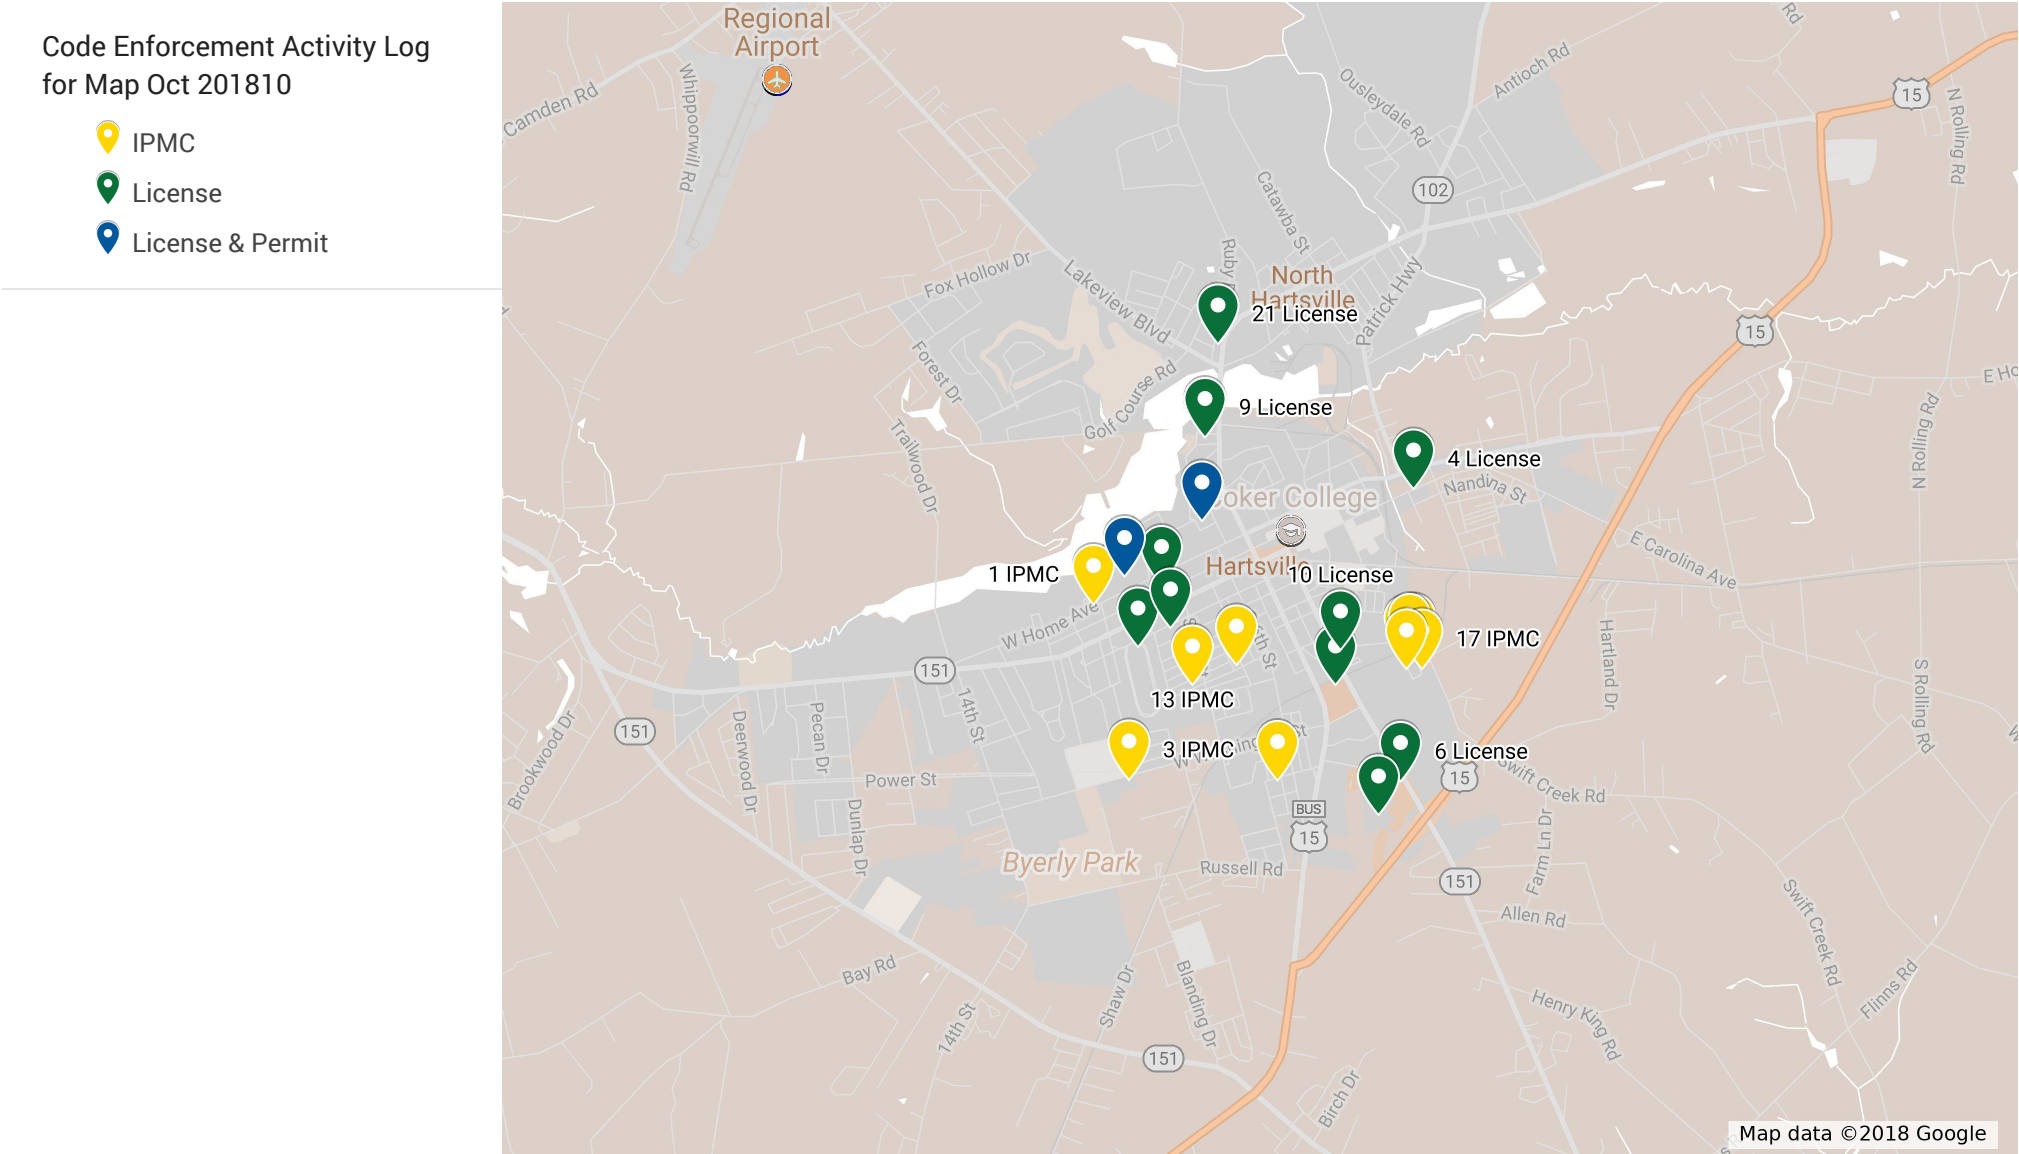 Code Enforcement Activity Log
for Map Oct 201810
IPMC
License
License & Permit
Regional
Airport
Camden Rd
Whippoorwill Rd
Rd
Antioch Rd
Ousleydale Rd
15
N Rolling Rd
102
Catawba St
Ruby
Fox Hollow Dr
Lakeview Blvd
North
Hartsville
21 License
Patrick Hwy
15
Forest Dr
Golf Course Rd
E Ho
9 License
Trailwood Dr
4 License
Nandina St
N Rolling Rd
Coker College
E Carolina Ave
Hartsville
10 License
1 IPMC
W Home Ave
17 IPMC
Hartland Dr
151
13 IPMC
14th St
Pecan Dr
Deerwood Dr
151
Brookwood Dr
S Rolling Rd
3 IPMC
6 License
15
Swift Creek Rd
Power St
Dunlap Dr
BUS
15
Farm Ln Dr
Byerly Park
Russell Rd
151
Allen Rd
Swift Creek Rd
Bay Rd
Shaw Dr
Blanding Dr
Flinns Rd
Henry King Rd
14th St
151
Birch Dr
Map data ©2018 Google